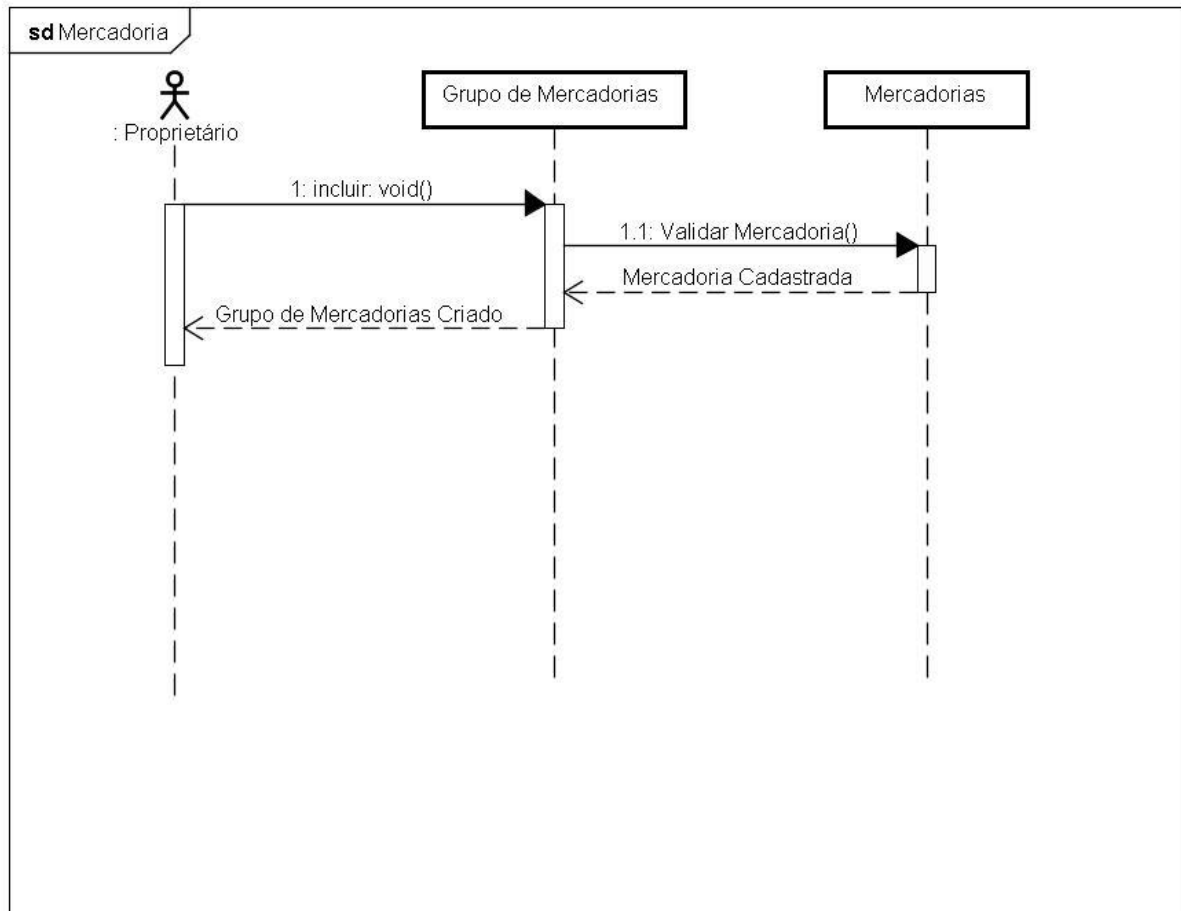 sd Mercadoria
: Proprietário
Grupo de Mercadorias
Mercadorias
1: incluir: void()
1.1: Validar Mercadoria()
Mercadoria Cadastrada
Grupo de Mercadorias Criado